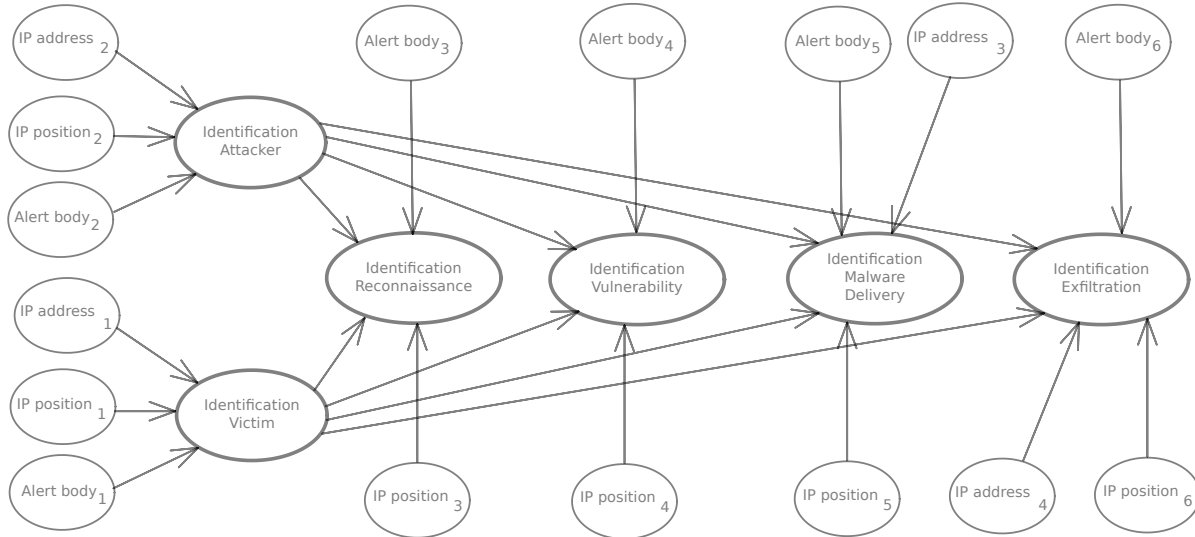 IP address 2
Alert body 3
Alert body 4
Alert body 5
IP address 3
Alert body 6
IP position 2
Identification
Attacker
Alert body 2
Identification
Reconnaissance
Identification
Vulnerability
Identification
Malware
Delivery
Identification
Exfiltration
IP address 1
IP position 1
Identification
Victim
Alert body 1
IP position 3
IP position 4
IP position 5
IP address 4
IP position 6